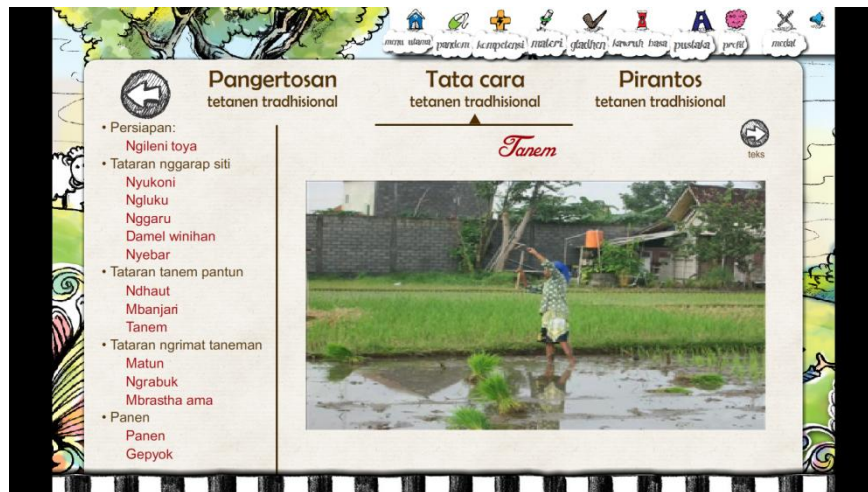 menu utama pandom kompetensi materi gladhen kawruh basa pustaka profil medal
Pangertosan
tetanen tradhisional
Tata cara
tetanen tradhisional
Pirantos
tetanen tradhisional
• Persiapan:
Ngileni toya
• Tataran nggarap siti
Nyukoni
Ngluku
Nggaru
Damel winihan
Nyebar
• Tataran tanem pantun
Ndhaut
Mbanjari
Tanem
• Tataran ngrimat taneman
Matun
Ngrabuk
Mbrastha ama
• Panen
Panen
Gepyok
Tanem
teks